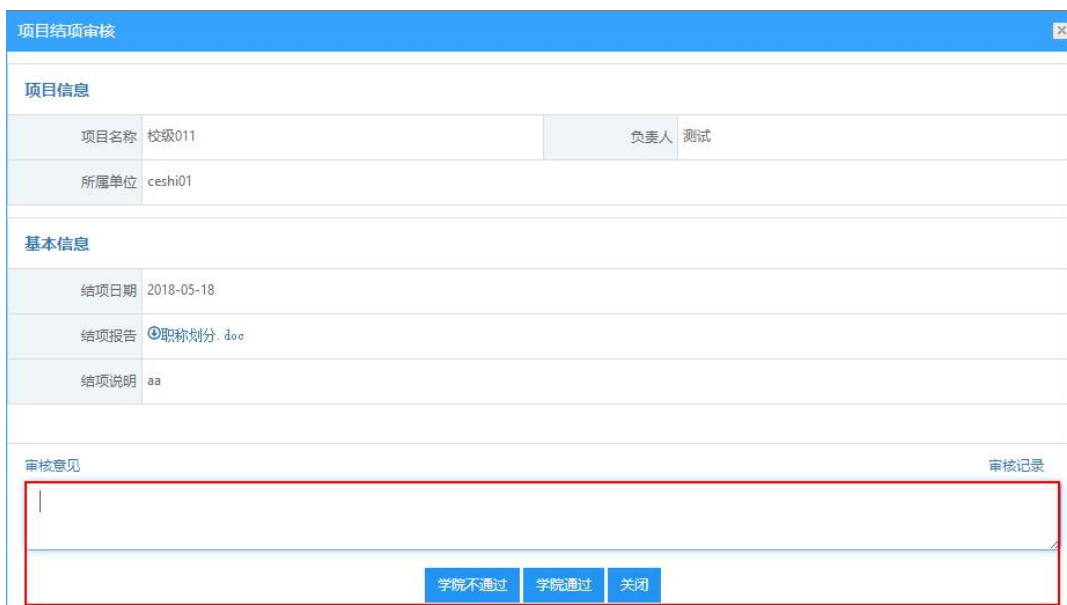 项目结项审核
项目信息
项目名称 校级011 负责人 测试
所属单位 ceshi01
基本信息
结项日期 2018-05-18
结项报告 职称划分.doc
结项说明 aa
审核意见 审核记录
学院不通过 学院通过 关闭